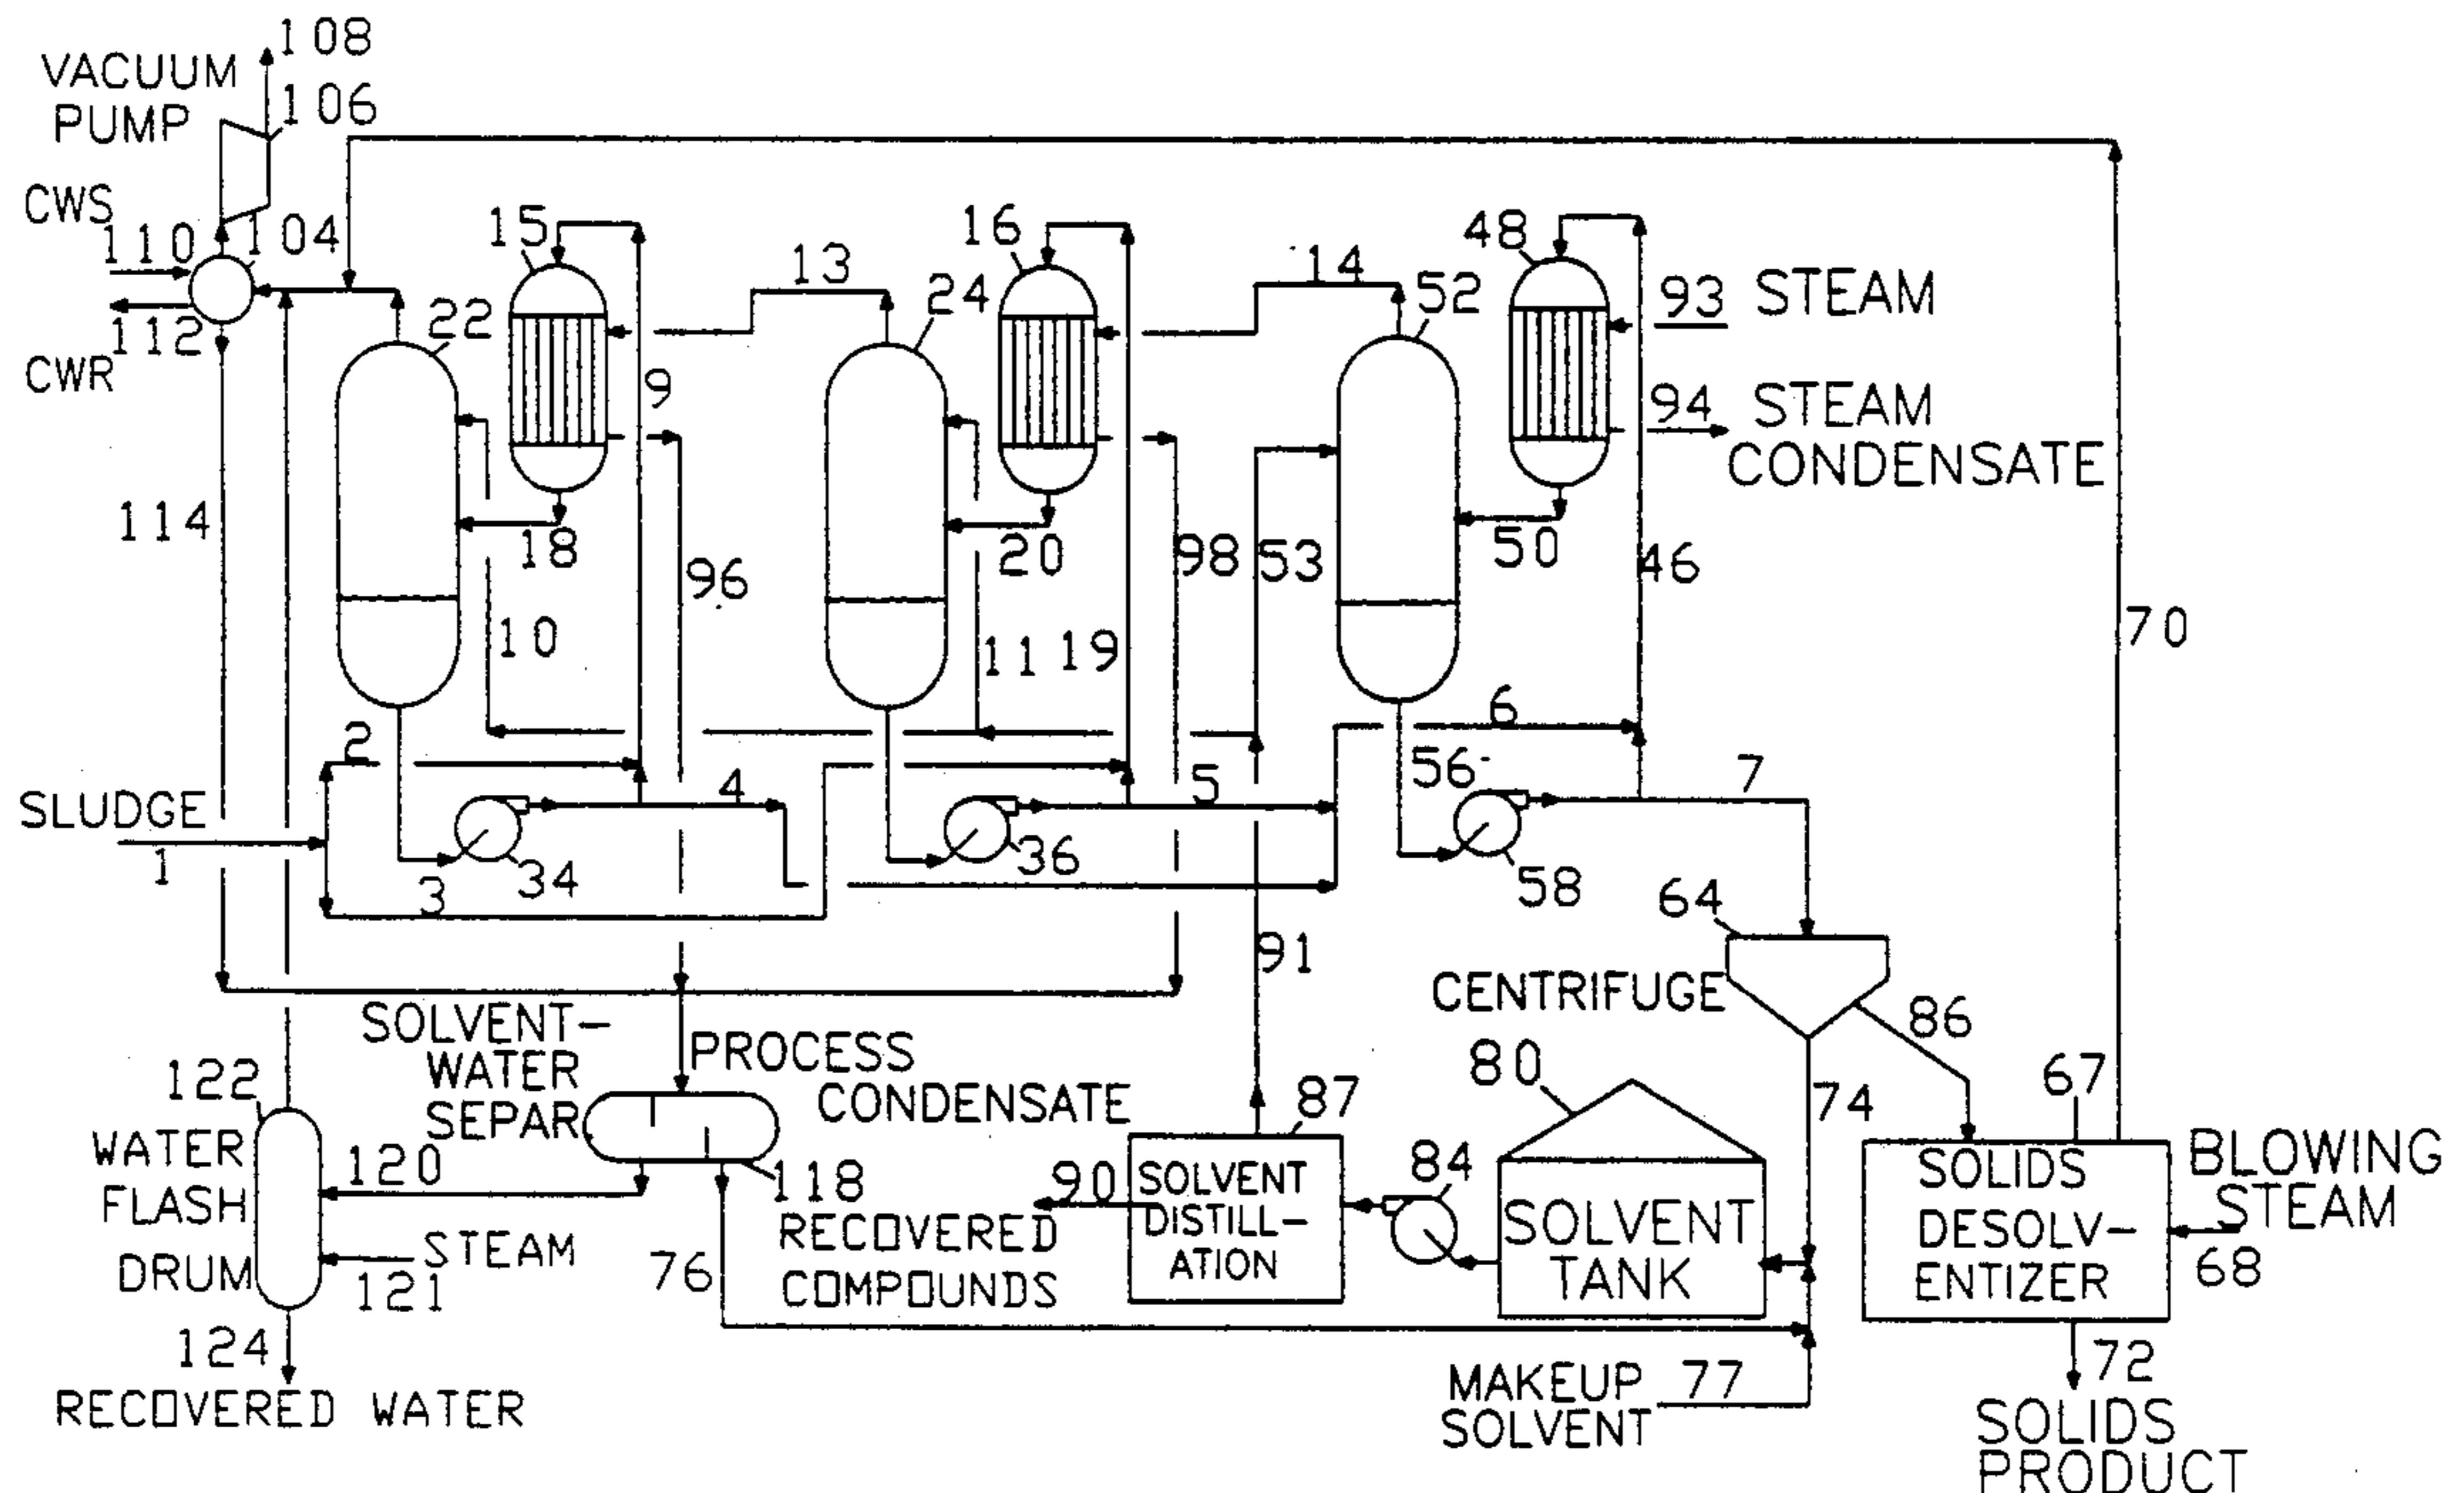 108
VACUUM
PUMP
106
CWS
110
104
112
CWR
15
13
16
14
48
93 STEAM
22
24
52
9
94 STEAM
CONDENSATE
114
18
96
20
98
53
50
46
10
11
19
70
2
6
4
5
56
7
SLUDGE
1
3
34
36
58
64
91
CENTRIFUGE
86
SOLVENT-
WATER
SEPAR
PROCESS
CONDENSATE
122
80
87
74
67
WATER
FLASH
DRUM
120
118
90
SOLVENT
DISTILL-
ATION
84
SOLVENT
TANK
SOLIDS
DESOLV-
ENTIZER
BLOWING
STEAM
68
STEAM
121
76
RECOVERED
COMPOUNDS
124
RECOVERED WATER
MAKEUP
SOLVENT
77
72
SOLIDS
PRODUCT